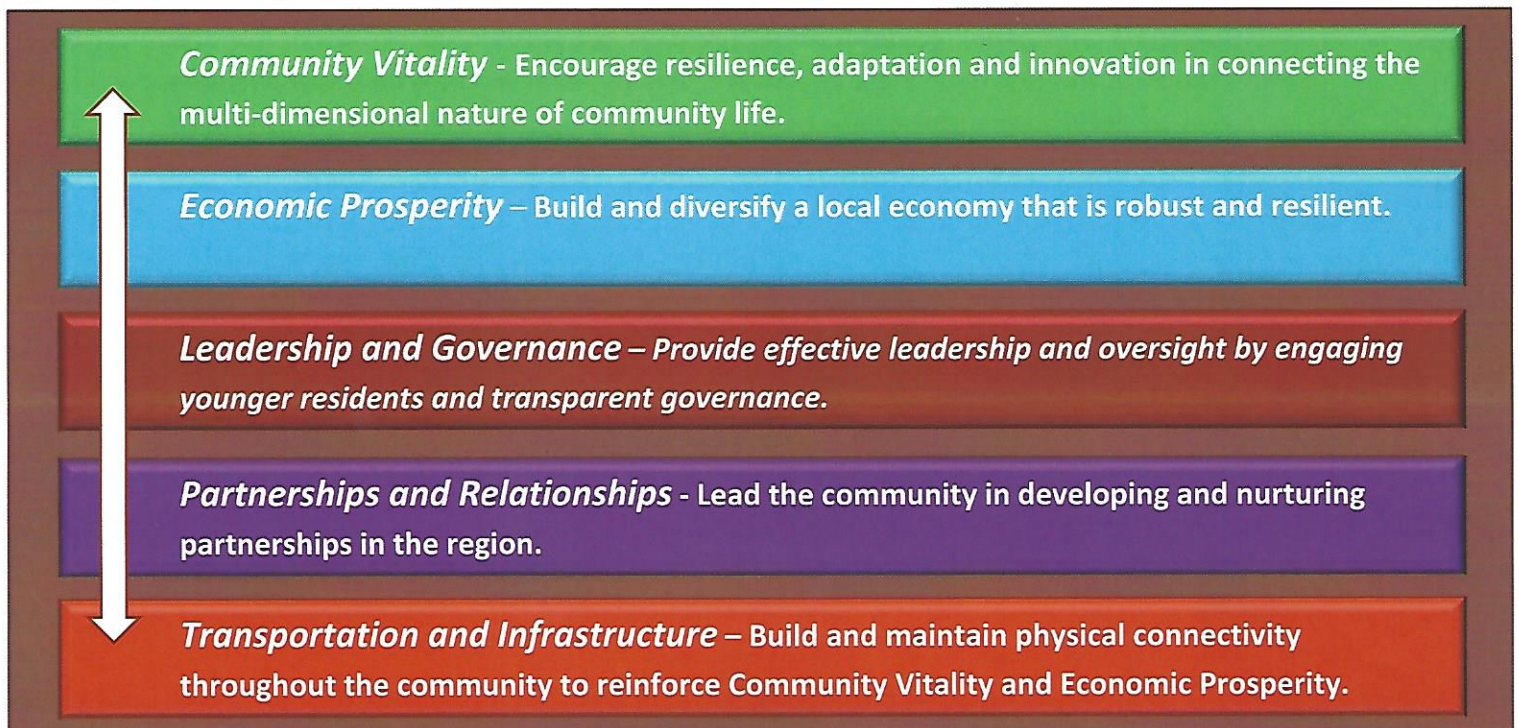 Community Vitality - Encourage resilience, adaptation and innovation in connecting the
multi-dimensional nature of community life.
Economic Prosperity – Build and diversify a local economy that is robust and resilient.
Leadership and Governance – Provide effective leadership and oversight by engaging
younger residents and transparent governance.
Partnerships and Relationships - Lead the community in developing and nurturing
partnerships in the region.
Transportation and Infrastructure – Build and maintain physical connectivity
throughout the community to reinforce Community Vitality and Economic Prosperity.